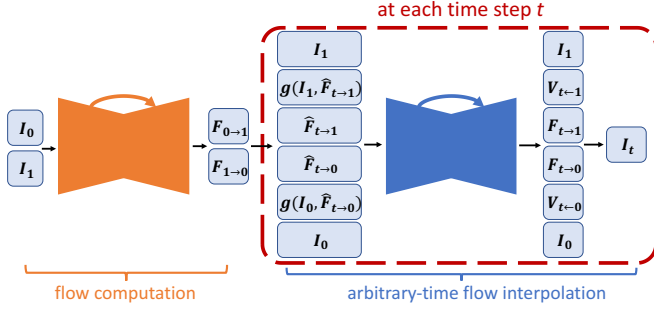 at each time step t
I₀
I₁
F₀→₁
F₁→₀
I₁
g(I₁, F̂ₜ→₁)
F̂ₜ→₁
F̂ₜ→₀
g(I₀, F̂ₜ→₀)
I₀
I₁
Vₜ←₁
Fₜ→₁
Fₜ→₀
Vₜ←₀
I₀
Iₜ
flow computation
arbitrary-time flow interpolation